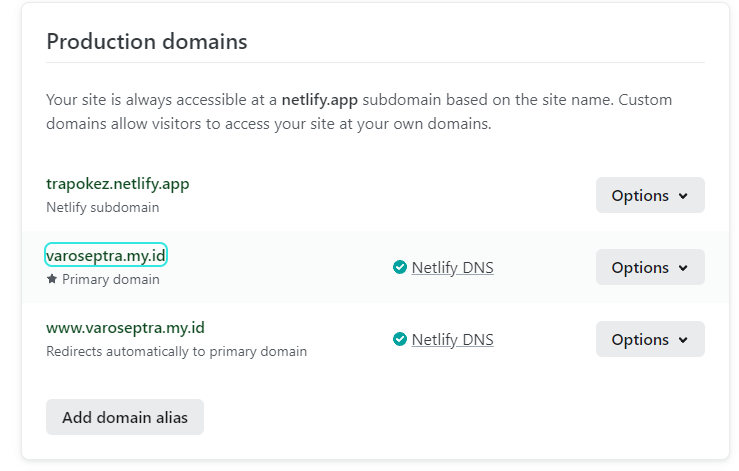 Production domains
Your site is always accessible at a netlify.app subdomain based on the site name. Custom
domains allow visitors to access your site at your own domains.
trapokez.netlify.app
Netlify subdomain
Options
varoseptra.my.id
Primary domain
Netlify DNS
Options
www.varoseptra.my.id
Redirects automatically to primary domain
Netlify DNS
Options
Add domain alias